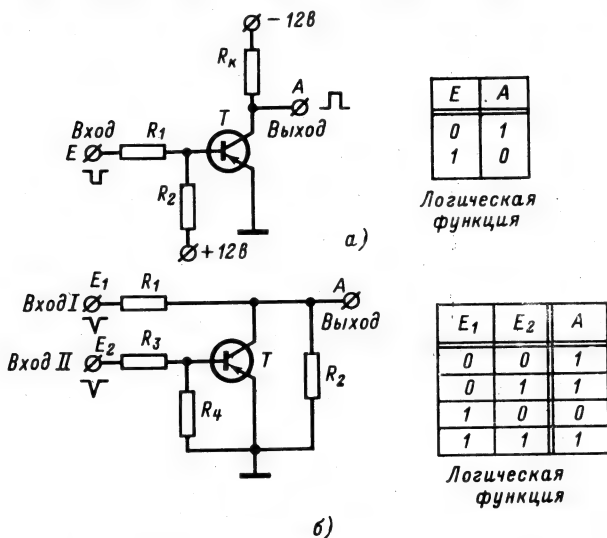 − 12в
Rк
A
T
Выход
Вход
E
R1
R2
+12в
а)
E A
0 1
1 0
Логическая
функция
E1
Вход I
R1
A
Выход
E2
Вход II
R3
T
R2
R4
E1 E2 A
0 0 1
0 1 1
1 0 0
1 1 1
Логическая
функция
б)